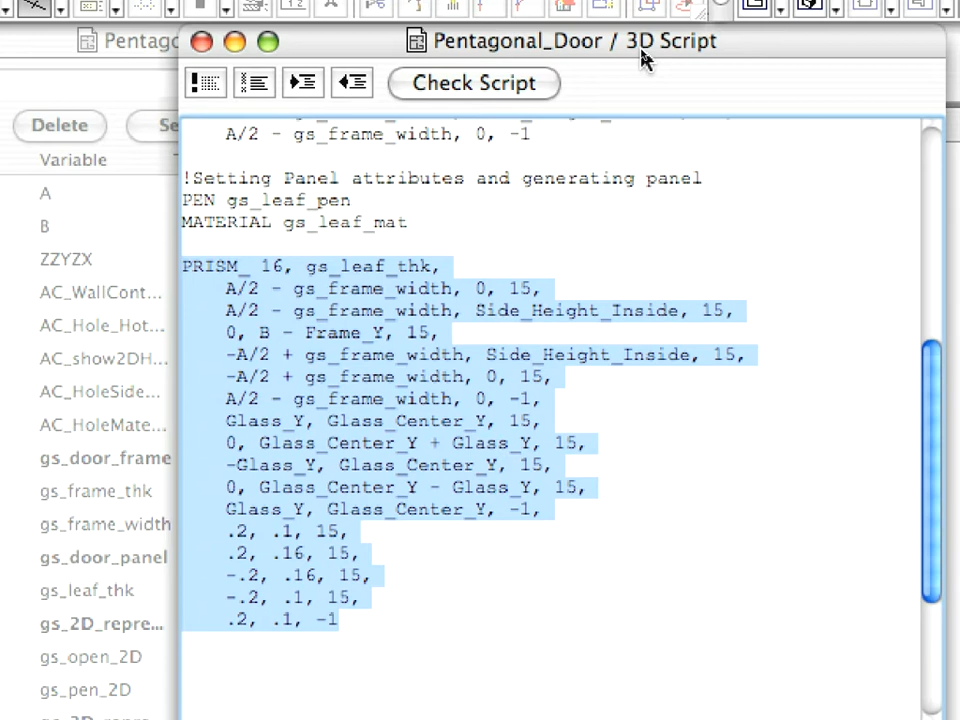 Pentago
Pentagonal_Door / 3D Script
Check Script
Delete
Se
Variable
A
B
ZZYZX
AC_WallCont...
AC_Hole_Hot...
AC_show2DH...
AC_HoleSide...
AC_HoleMate...
gs_door_frame
gs_frame_thk
gs_frame_width
gs_door_panel
gs_leaf_thk
gs_2D_repre...
gs_open_2D
gs_pen_2D
A/2 - gs_frame_width, 0, -1
!Setting Panel attributes and generating panel
PEN gs_leaf_pen
MATERIAL gs_leaf_mat
PRISM_ 16, gs_leaf_thk,
A/2 - gs_frame_width, 0, 15,
A/2 - gs_frame_width, Side_Height_Inside, 15,
0, B - Frame_Y, 15,
-A/2 + gs_frame_width, Side_Height_Inside, 15,
-A/2 + gs_frame_width, 0, 15,
A/2 - gs_frame_width, 0, -1,
Glass_Y, Glass_Center_Y, 15,
0, Glass_Center_Y + Glass_Y, 15,
-Glass_Y, Glass_Center_Y, 15,
0, Glass_Center_Y - Glass_Y, 15,
Glass_Y, Glass_Center_Y, -1,
.2, .1, 15,
.2, .16, 15,
-.2, .16, 15,
-.2, .1, 15,
.2, .1, -1